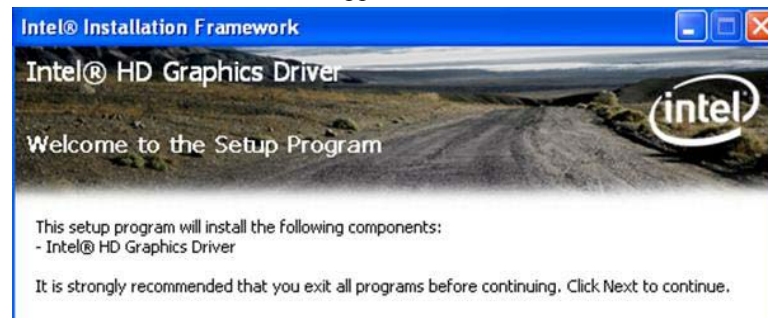 Intel® Installation Framework
Intel® HD Graphics Driver
intel
Welcome to the Setup Program
This setup program will install the following components:
- Intel® HD Graphics Driver
It is strongly recommended that you exit all programs before continuing. Click Next to continue.